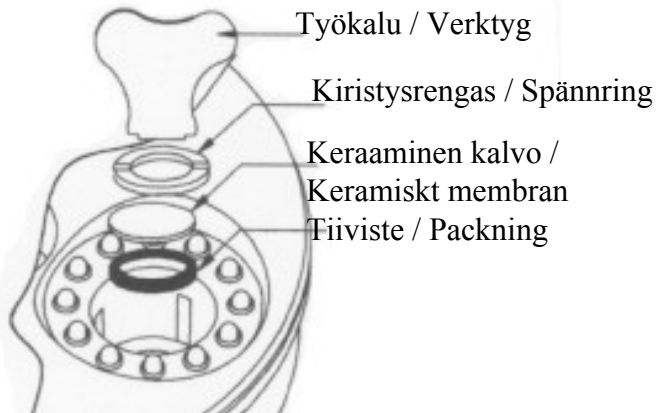 Työkalu / Verktyg
Kiristysrengas / Spännring
Keraaminen kalvo /
Keramiskt membran
Tiiviste / Packning